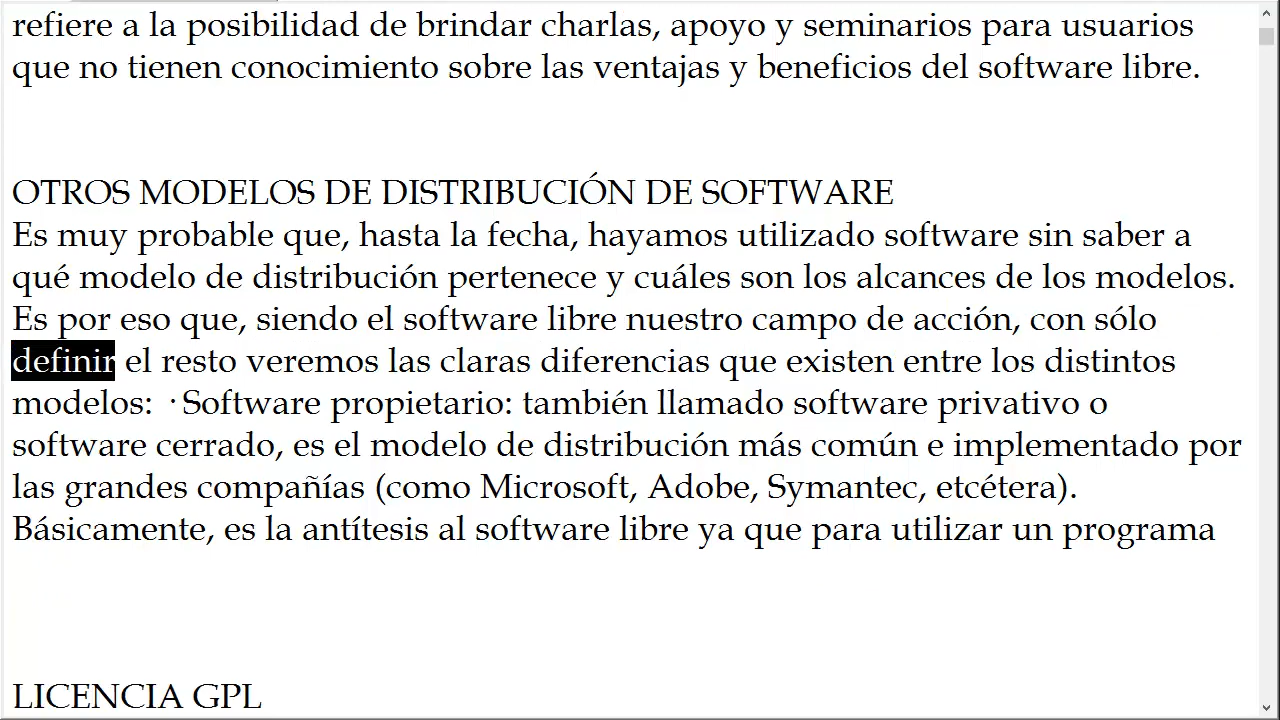 refiere a la posibilidad de brindar charlas, apoyo y seminarios para usuarios
que no tienen conocimiento sobre las ventajas y beneficios del software libre.
OTROS MODELOS DE DISTRIBUCIÓN DE SOFTWARE
Es muy probable que, hasta la fecha, hayamos utilizado software sin saber a
qué modelo de distribución pertenece y cuáles son los alcances de los modelos.
Es por eso que, siendo el software libre nuestro campo de acción, con sólo
definir el resto veremos las claras diferencias que existen entre los distintos
modelos: ·Software propietario: también llamado software privativo o
software cerrado, es el modelo de distribución más común e implementado por
las grandes compañías (como Microsoft, Adobe, Symantec, etcétera).
Básicamente, es la antítesis al software libre ya que para utilizar un programa
LICENCIA GPL